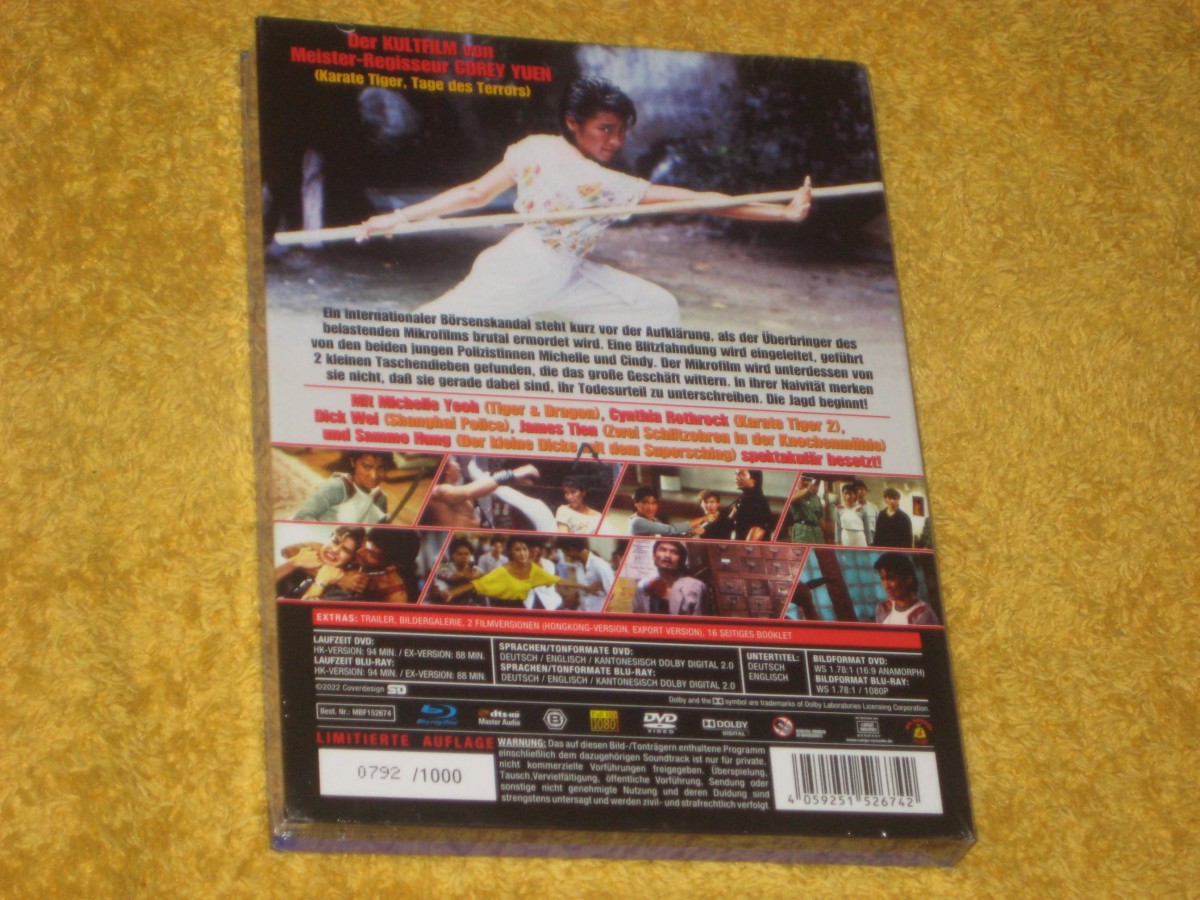 Der KULTFILM von
Meister-Regisseur COREY YUEN
(Karate Tiger, Tage des Terrors)
Ein internationaler Börsenskandal steht kurz vor der Aufklärung, als der Überbringer des
belastenden Mikrofilms brutal ermordet wird. Eine Blitzfahndung wird eingeleitet, geführt
von den beiden jungen Polizistinnen Michelle und Cindy. Der Mikrofilm wird unterdessen von
2 kleinen Taschendieben gefunden, die das große Geschäft wittern. In ihrer Naivität merken
sie nicht, daß sie gerade dabei sind, ihr Todesurteil zu unterschreiben. Die Jagd beginnt!
Mit Michelle Yeoh (Tiger & Dragon), Cynthia Rothrock (Karate Tiger 2),
Dick Wei (Shanghai Police), James Tien (Zwei Schlitzohren in der Knochenmühle)
und Sammo Hung (Der kleine Dicke mit dem Superschlag) spektakulär besetzt!
EXTRAS: TRAILER, BILDERGALERIE, 2 FILMVERSIONEN (HONGKONG-VERSION, EXPORT VERSION), 16 SEITIGES BOOKLET
LAUFZEIT DVD:
HK-VERSION: 94 MIN. / EX-VERSION: 88 MIN.
LAUFZEIT BLU-RAY:
HK-VERSION: 94 MIN. / EX-VERSION: 88 MIN.
SPRACHEN/TONFORMATE DVD:
DEUTSCH / ENGLISCH / KANTONESISCH DOLBY DIGITAL 2.0
SPRACHEN/TONFORMATE BLU-RAY:
DEUTSCH / ENGLISCH / KANTONESISCH DOLBY DIGITAL 2.0
UNTERTITEL:
DEUTSCH
ENGLISCH
BILDFORMAT DVD:
WS 1.78:1 (16:9 ANAMORPH)
BILDFORMAT BLU-RAY:
WS 1.78:1 / 1080P
©2022 Coverdesign SD
Dolby and the DD symbol are trademarks of Dolby Laboratories Licensing Corporation.
Best. Nr.: MBF152674
Blu-ray Disc
dts-HD
Master Audio
B
Full HD
1080
DVD
VIDEO
DOLBY
DIGITAL
LIMITIERTE AUFLAGE
0792 /1000
WARNUNG: Das auf diesen Bild-/Tonträgern enthaltene Programm
einschließlich dem dazugehörigen Soundtrack ist nur für private,
nicht kommerzielle Vorführungen freigegeben. Überspielung,
Tausch,Vervielfältigung, öffentliche Vorführung, Sendung oder
sonstige nicht genehmigte Nutzung und deren Duldung sind
strengstens untersagt und werden zivil- und strafrechtlich verfolgt
4 059251 526742